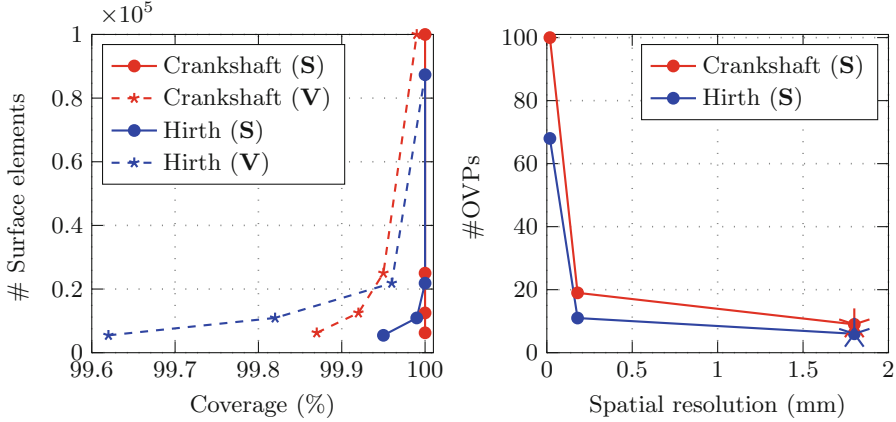 ×10⁵
1
0.8
0.6
0.4
0.2
0
99.6 99.7 99.8 99.9 100
# Surface elements
Coverage (%)
Crankshaft (S)
Crankshaft (V)
Hirth (S)
Hirth (V)
100
80
60
40
20
0
0 0.5 1 1.5 2
#OVPs
Spatial resolution (mm)
Crankshaft (S)
Hirth (S)